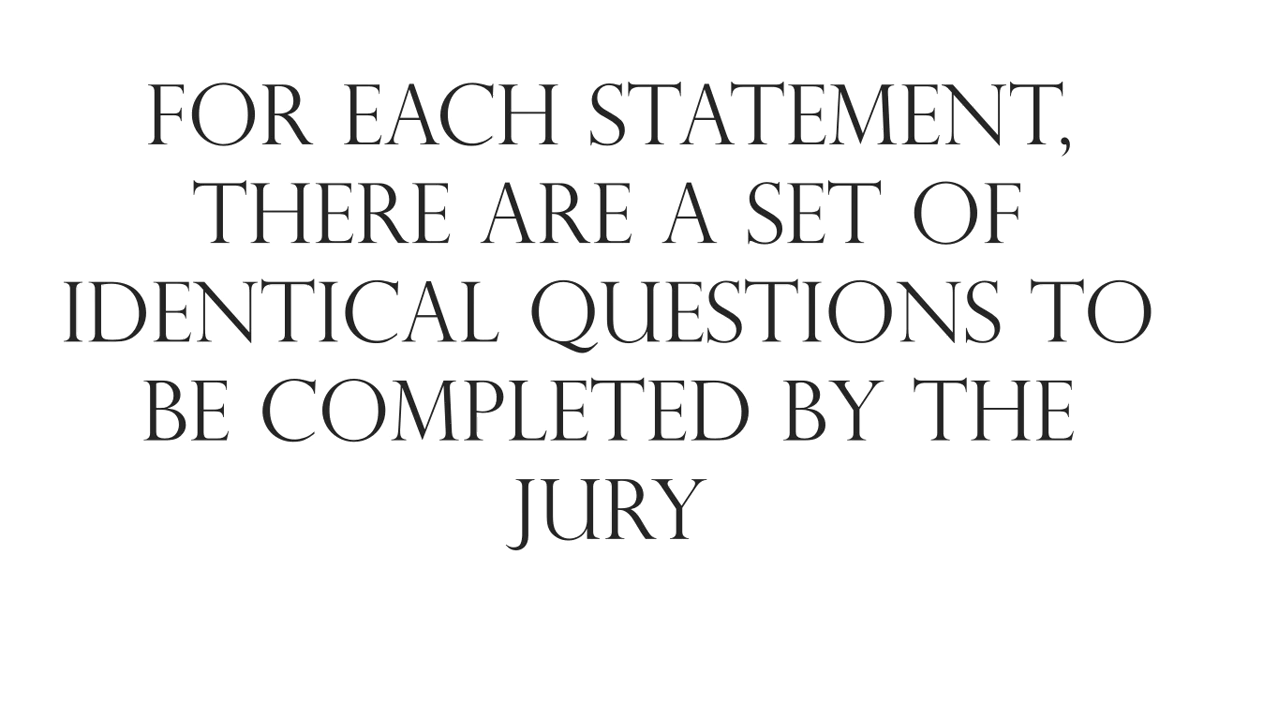 FOR EACH STATEMENT,
THERE ARE A SET OF
IDENTICAL QUESTIONS TO
BE COMPLETED BY THE
JURY